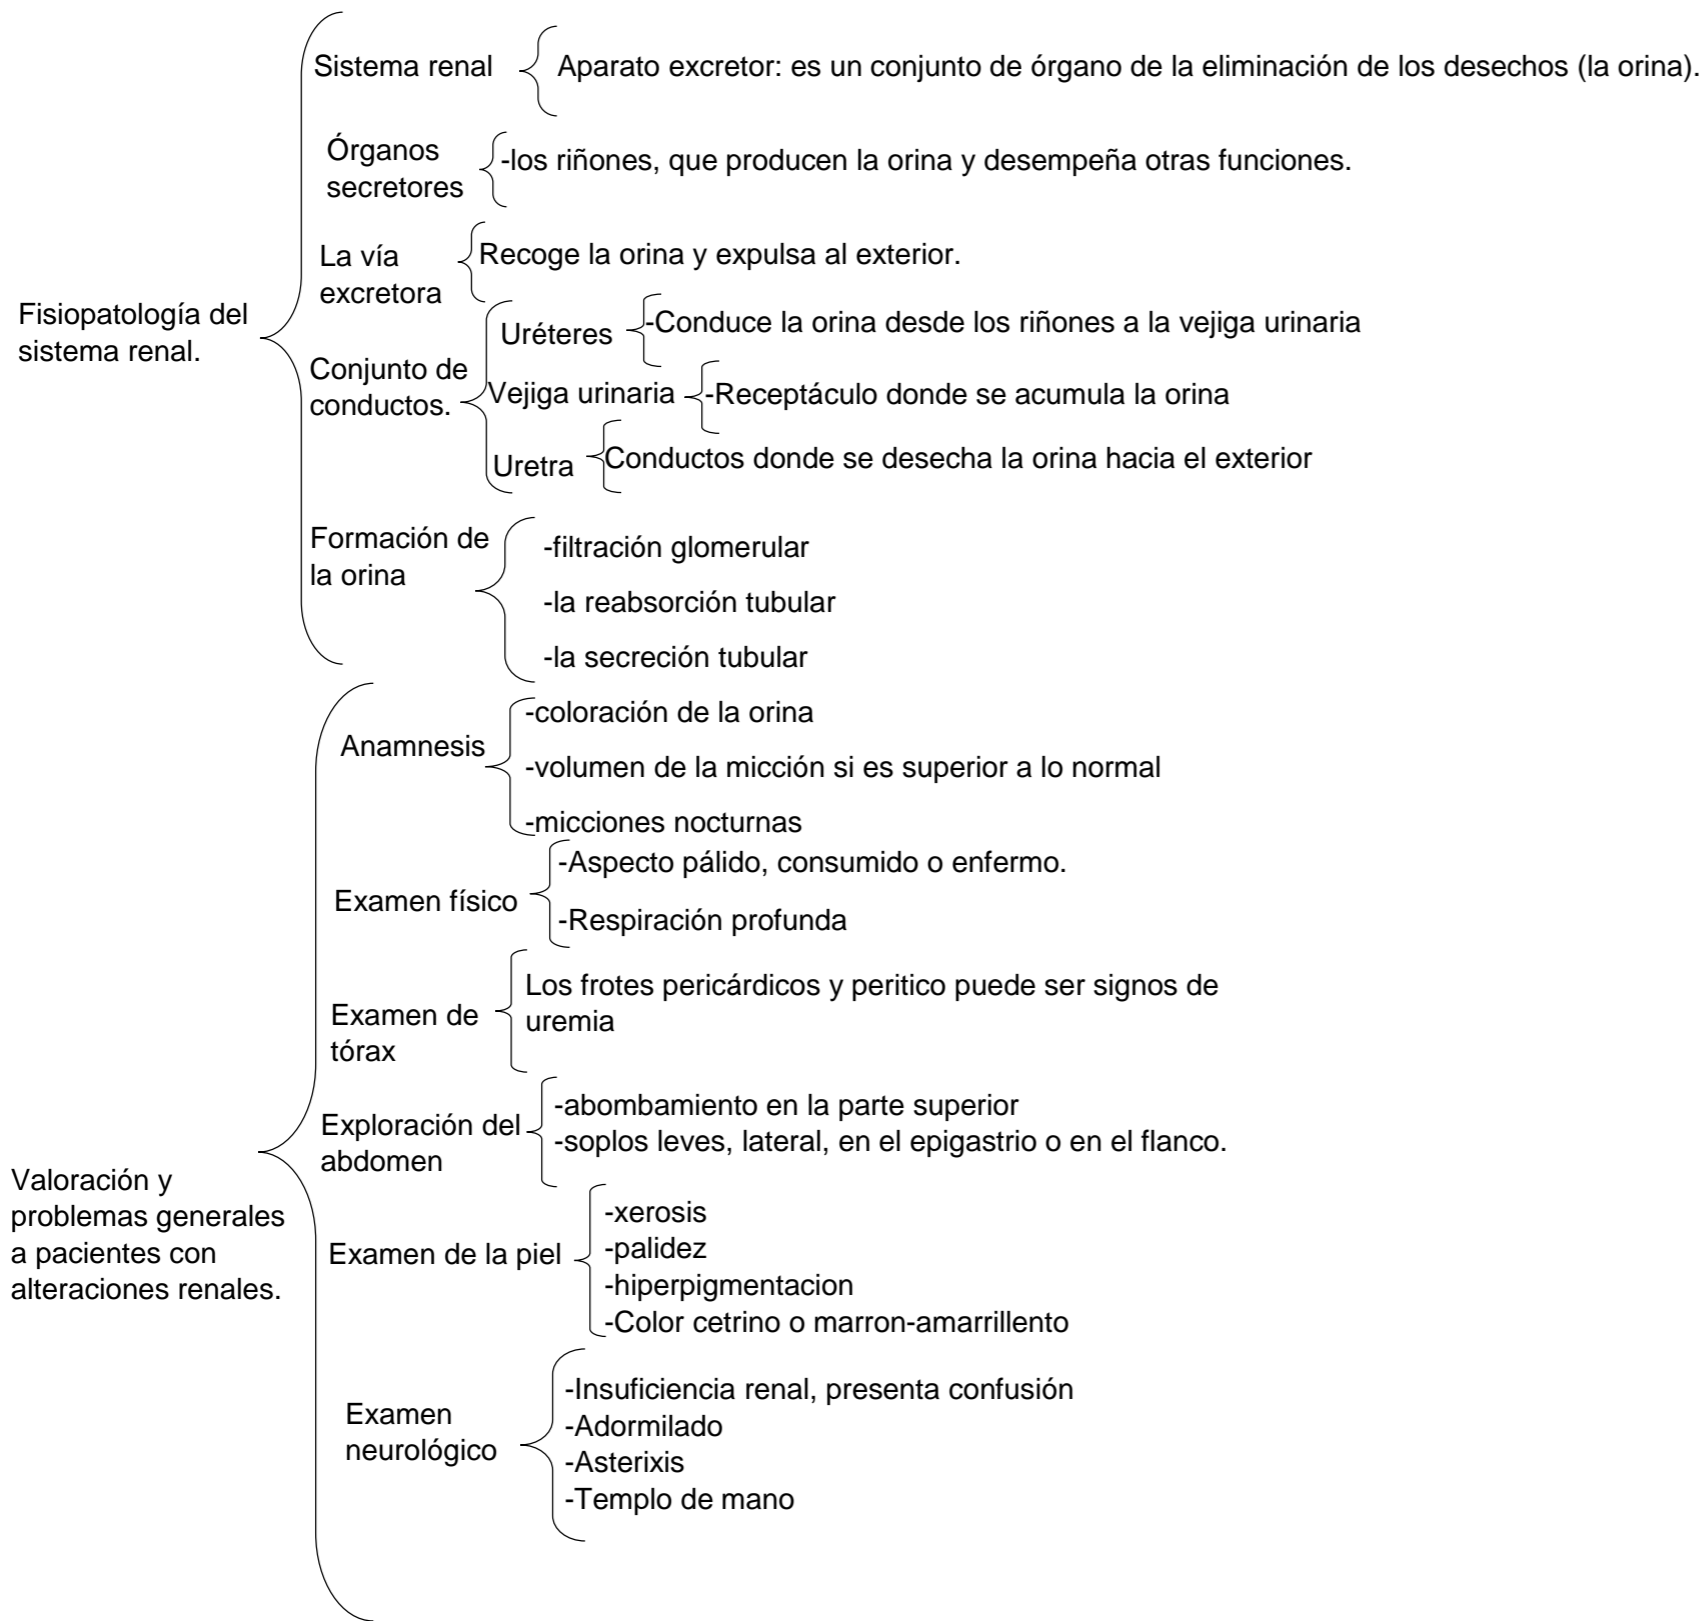 Fisiopatología del
sistema renal.
Sistema renal
Aparato excretor: es un conjunto de órgano de la eliminación de los desechos (la orina).
Órganos
secretores
-los riñones, que producen la orina y desempeña otras funciones.
La vía
excretora
Recoge la orina y expulsa al exterior.
Conjunto de
conductos.
Uréteres
-Conduce la orina desde los riñones a la vejiga urinaria
Vejiga urinaria
-Receptáculo donde se acumula la orina
Uretra
Conductos donde se desecha la orina hacia el exterior
Formación de
la orina
-filtración glomerular
-la reabsorción tubular
-la secreción tubular
Valoración y
problemas generales
a pacientes con
alteraciones renales.
Anamnesis
-coloración de la orina
-volumen de la micción si es superior a lo normal
-micciones nocturnas
Examen físico
-Aspecto pálido, consumido o enfermo.
-Respiración profunda
Examen de
tórax
Los frotes pericárdicos y peritico puede ser signos de
uremia
Exploración del
abdomen
-abombamiento en la parte superior
-soplos leves, lateral, en el epigastrio o en el flanco.
Examen de la piel
-xerosis
-palidez
-hiperpigmentacion
-Color cetrino o marron-amarrillento
Examen
neurológico
-Insuficiencia renal, presenta confusión
-Adormilado
-Asterixis
-Templo de mano